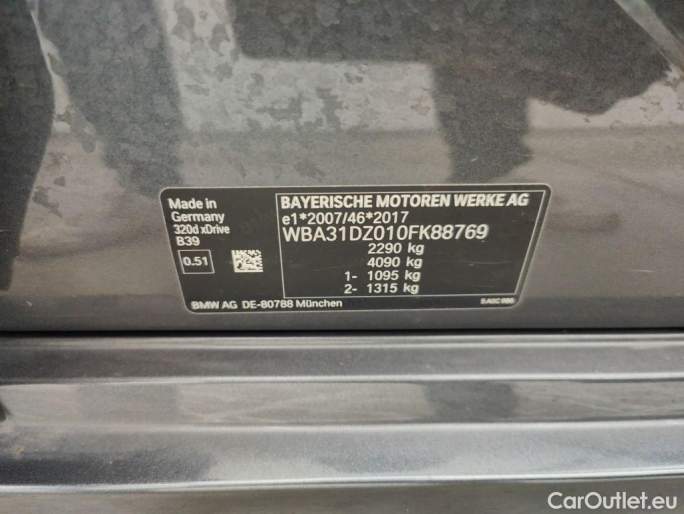 Made in
Germany
320d xDrive
B39
0.51
BAYERISCHE MOTOREN WERKE AG
e1*2007/46*2017
WBA31DZ010FK88769
2290 kg
4090 kg
1- 1095 kg
2- 1315 kg
BMW AG DE-80788 München
CarOutlet.eu